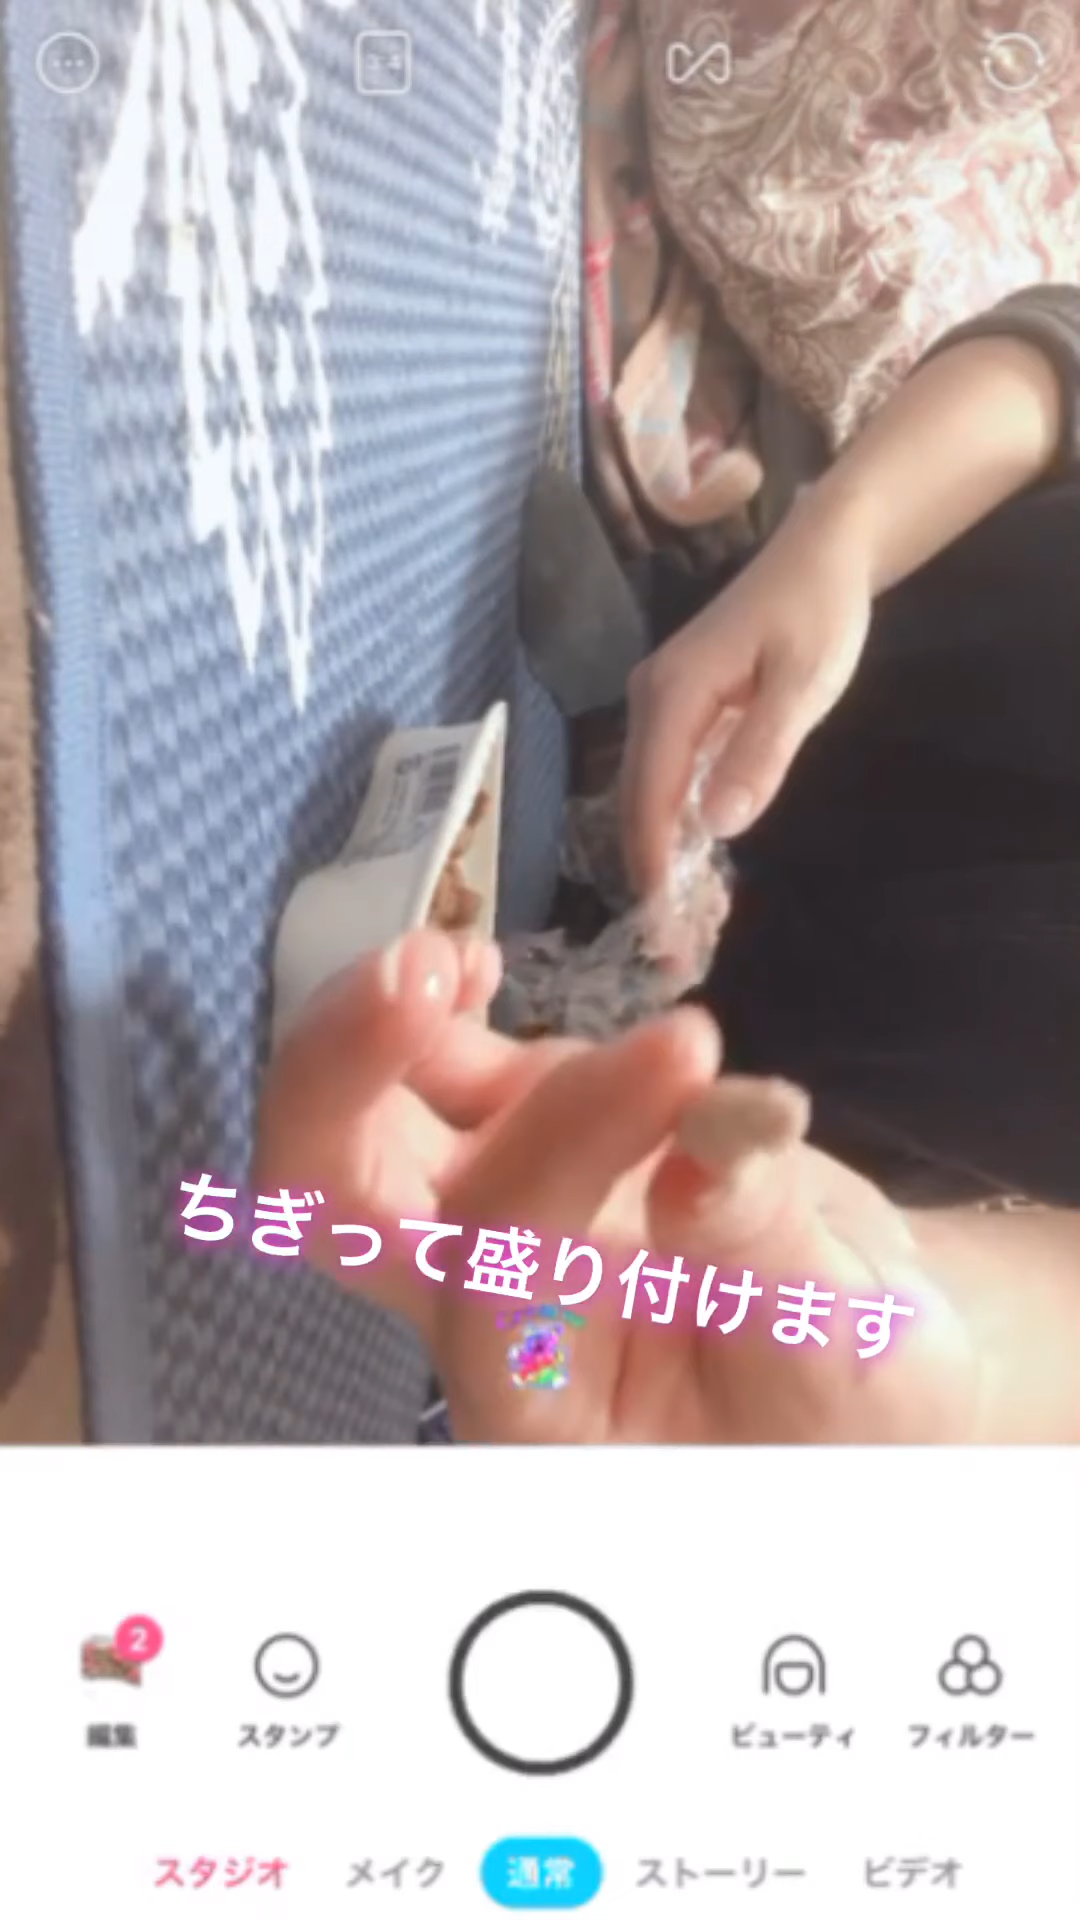 3:4
ちぎって盛り付けます
2
編集
スタンプ
ビューティ
フィルター
スタジオ
メイク
通常
ストーリー
ビデオ